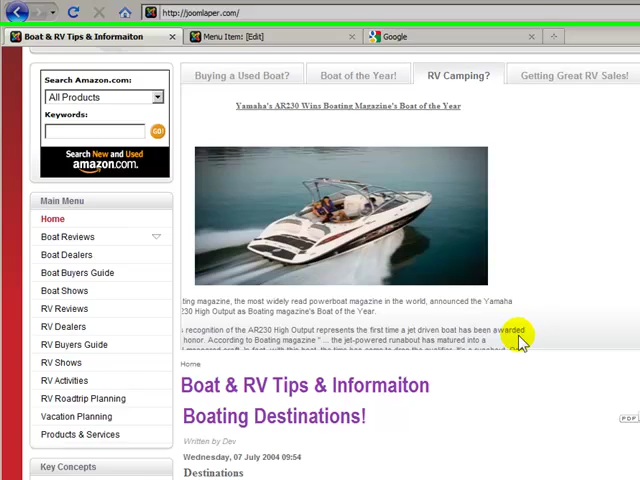 http://joomlaper.com/
Boat & RV Tips & Informaiton
Menu Item: [Edit]
Google
Search Amazon.com:
All Products
Keywords:
GO!
Search New and Used
amazon.com.
Buying a Used Boat?
Boat of the Year!
RV Camping?
Getting Great RV Sales!
Yamaha's AR230 Wins Boating Magazine's Boat of the Year
ting magazine, the most widely read powerboat magazine in the world, announced the Yamaha
230 High Output as Boating magazine's Boat of the Year.
s recognition of the AR230 High Output represents the first time a jet driven boat has been awarded
honor. According to Boating magazine " ... the jet-powered runabout has matured into a
Main Menu
Home
Boat Reviews
Boat Dealers
Boat Buyers Guide
Boat Shows
RV Reviews
RV Dealers
RV Buyers Guide
RV Shows
RV Activities
RV Roadtrip Planning
Vacation Planning
Products & Services
Key Concepts
Home
Boat & RV Tips & Informaiton
Boating Destinations!
PDF
Written by Dev
Wednesday, 07 July 2004 09:54
Destinations